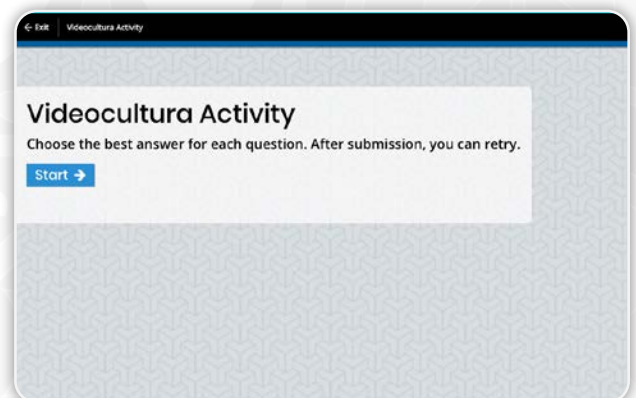 ← Exit Videocultura Activity
Videocultura Activity
Choose the best answer for each question. After submission, you can retry.
Start →